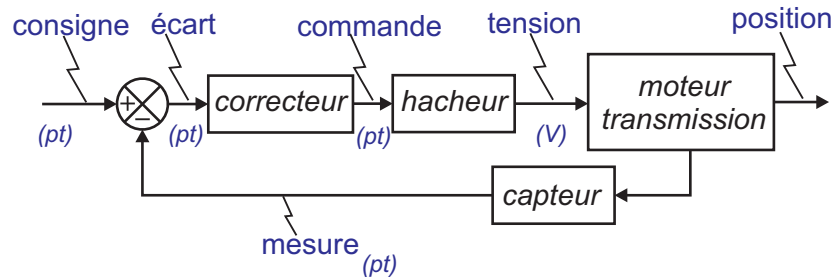 consigne
écart
commande
tension
position
+
−
correcteur
hacheur
moteur
transmission
(pt)
(pt)
(pt)
(V)
capteur
mesure (pt)